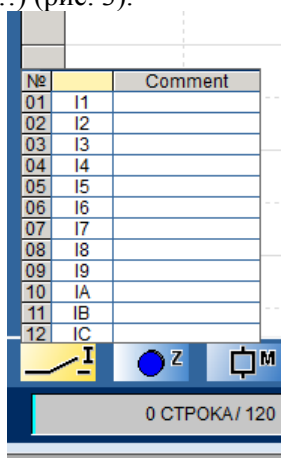 ..) (рис. 3).
№ Comment
01 I1
02 I2
03 I3
04 I4
05 I5
06 I6
07 I7
08 I8
09 I9
10 IA
11 IB
12 IC
I Z M
0 СТРОКА / 120